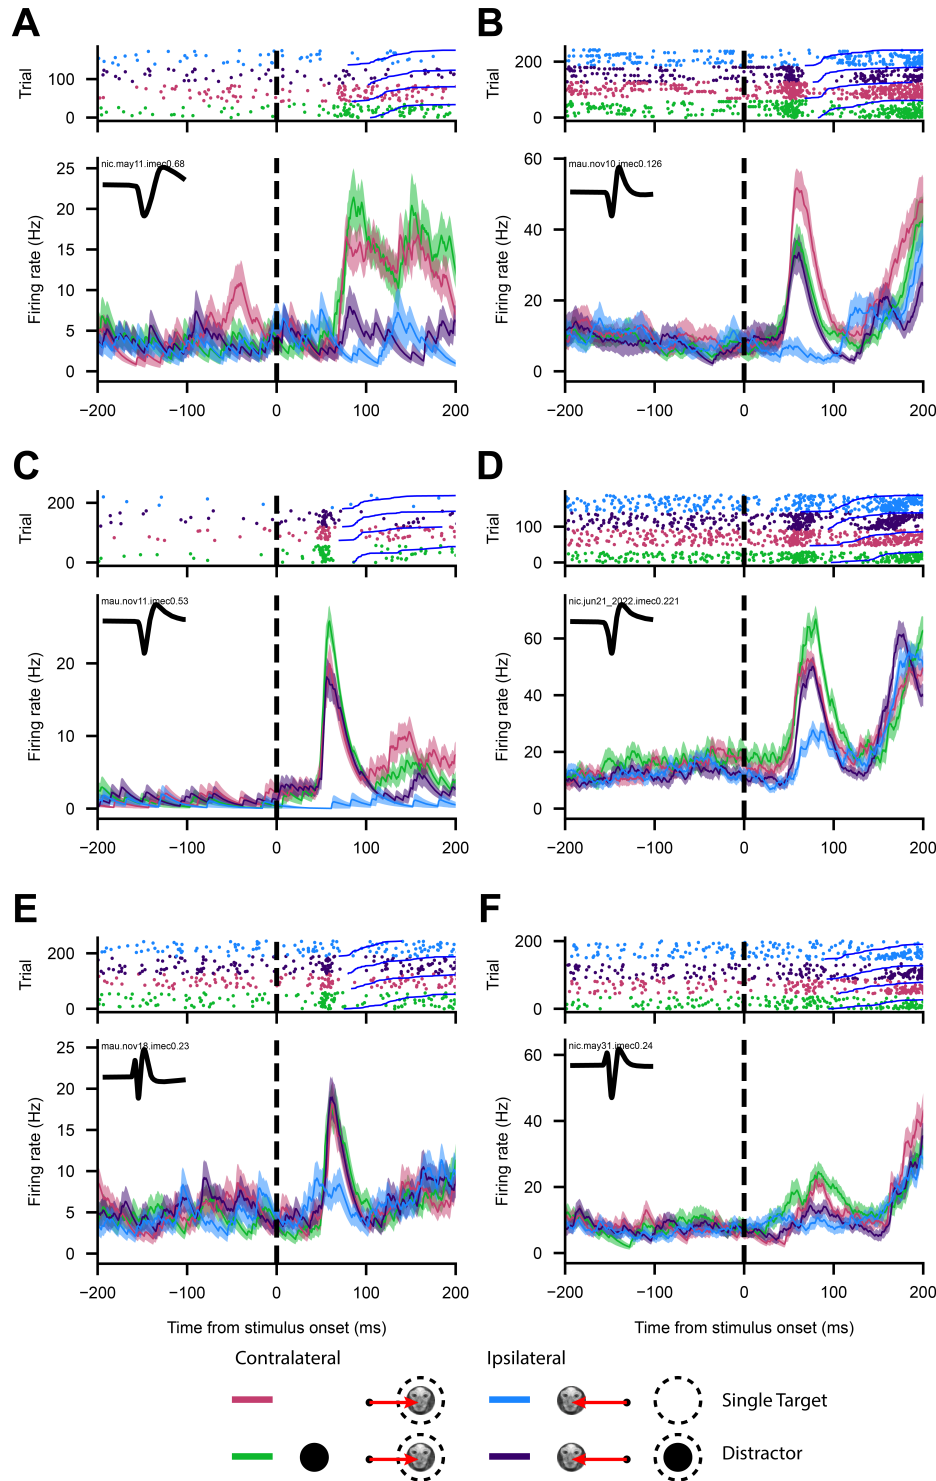 A
B
Trial
100
0
Trial
200
0
nic.may11.imec0.68
mau.nov10.imec0.126
Firing rate (Hz)
25
20
15
10
5
0
Firing rate (Hz)
60
40
20
0
−200 −100 0 100 200
−200 −100 0 100 200
C
D
Trial
200
0
Trial
100
0
mau.nov11.imec0.53
nic.jun21_2022.imec0.221
Firing rate (Hz)
20
10
0
Firing rate (Hz)
60
40
20
0
−200 −100 0 100 200
−200 −100 0 100 200
E
F
Trial
200
0
Trial
200
100
0
mau.nov18.imec0.23
nic.may31.imec0.24
Firing rate (Hz)
25
20
15
10
5
0
Firing rate (Hz)
60
40
20
0
−200 −100 0 100 200
−200 −100 0 100 200
Time from stimulus onset (ms)
Time from stimulus onset (ms)
Contralateral Ipsilateral
Single Target
Distractor